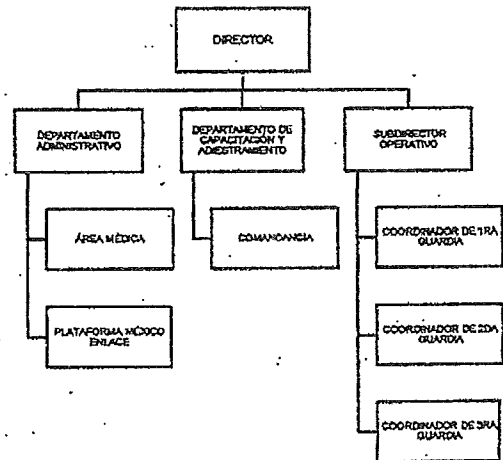 DIRECTOR
DEPARTAMENTO
ADMINISTRATIVO
DEPARTAMENTO DE
CAPACITACIÓN Y
ADIESTRAMIENTO
SUBDIRECTOR
OPERATIVO
ÁREA MÉDICA
COMANDANCIA
COORDINADOR DE 1RA
GUARDIA
PLATAFORMA MÉXICO
ENLACE
COORDINADOR DE 2DA
GUARDIA
COORDINADOR DE 3RA
GUARDIA